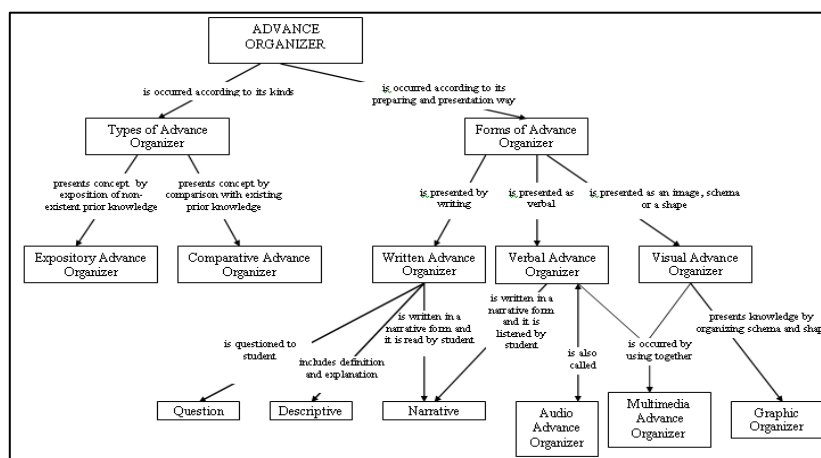 ADVANCE
ORGANIZER
is occurred according to its kinds
is occurred according to its
preparing and presentation way
Types of Advance
Organizer
Forms of Advance
Organizer
presents concept by
exposition of non-
existent prior knowledge
presents concept by
comparison with existing
prior knowledge
is presented by
writing
is presented as
verbal
is presented as an image, schema
or a shape
Expository Advance
Organizer
Comparative Advance
Organizer
Written Advance
Organizer
Verbal Advance
Organizer
Visual Advance
Organizer
is questioned to
student
includes definition
and explanation
is written in a
narrative form and
it is read by student
is written in a
narrative form
and it is
listened by
student
is also
called
is occurred by
using together
presents knowledge by
organizing schema and shap
Question
Descriptive
Narrative
Audio
Advance
Organizer
Multimedia
Advance
Organizer
Graphic
Organizer